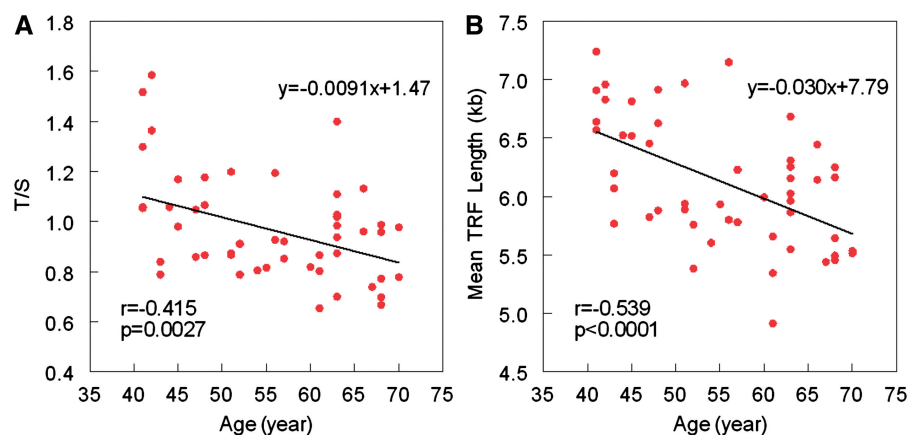 A
1.8
1.6
1.4
1.2
1.0
0.8
0.6
0.4
T/S
y=-0.0091x+1.47
r=-0.415
p=0.0027
35 40 45 50 55 60 65 70 75
Age (year)
B
7.5
7.0
6.5
6.0
5.5
5.0
4.5
Mean TRF Length (kb)
y=-0.030x+7.79
r=-0.539
p<0.0001
35 40 45 50 55 60 65 70 75
Age (year)